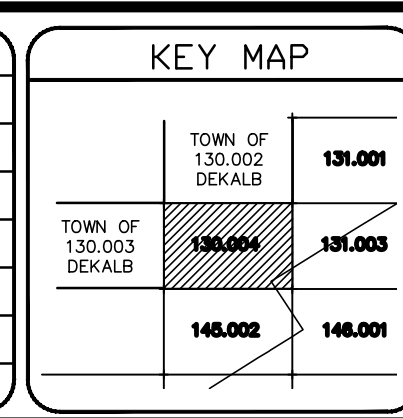 KEY MAP
TOWN OF
130.002
DEKALB
131.001
TOWN OF
130.003
DEKALB
130.004
131.003
145.002
146.001